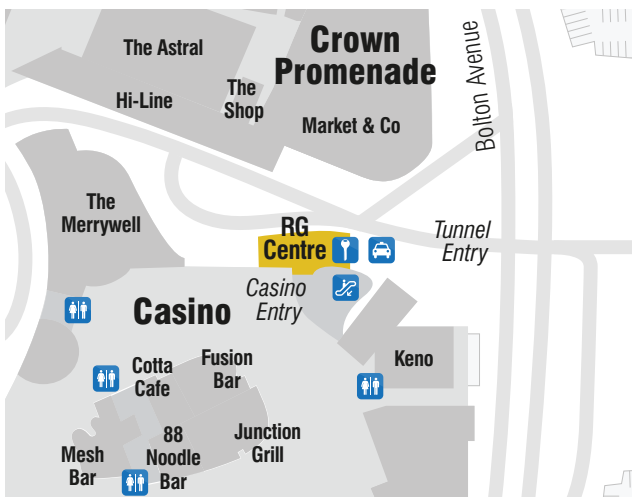 The Astral
Crown
Promenade
Hi-Line
The
Shop
Market & Co
Bolton Avenue
The
Merrywell
RG
Centre
Tunnel
Entry
Casino
Entry
Casino
Cotta
Cafe
Fusion
Bar
Keno
Mesh
Bar
88
Noodle
Bar
Junction
Grill